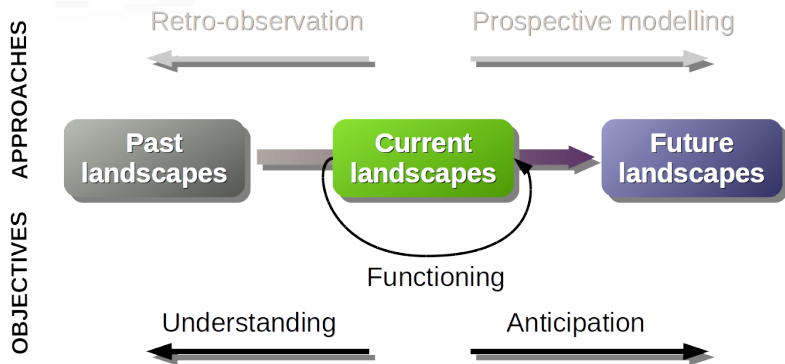 APPROACHES
Retro-observation
Prospective modelling
Past
landscapes
Current
landscapes
Future
landscapes
Functioning
OBJECTIVES
Understanding
Anticipation